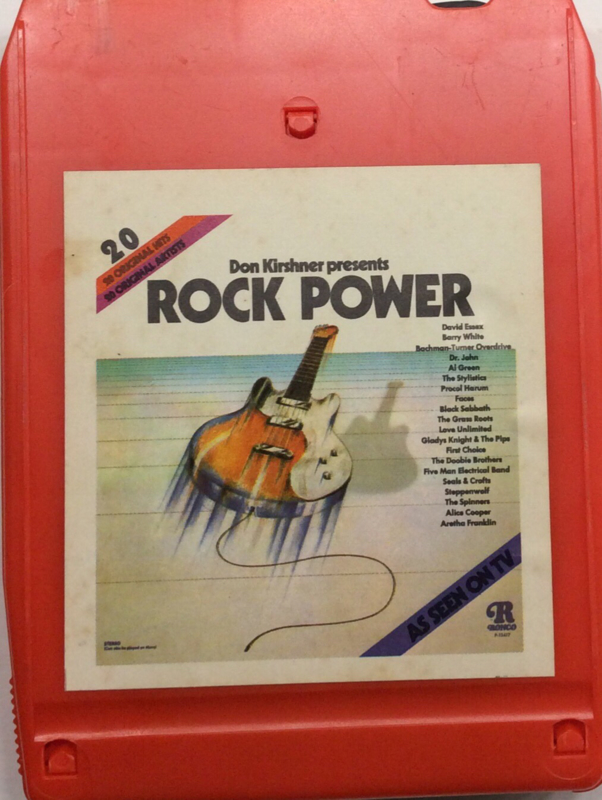 20
20 ORIGINAL HITS
20 ORIGINAL ARTISTS
Don Kirshner presents
ROCK POWER
David Essex
Barry White
Bachman-Turner Overdrive
Dr. John
Al Green
The Stylistics
Procol Harum
Faces
Black Sabbath
The Grass Roots
Love Unlimited
Gladys Knight & The Pips
First Choice
The Doobie Brothers
Five Man Electrical Band
Seals & Crofts
Steppenwolf
The Spinners
Alice Cooper
Aretha Franklin
AS SEEN ON TV
R
RONCO
STEREO